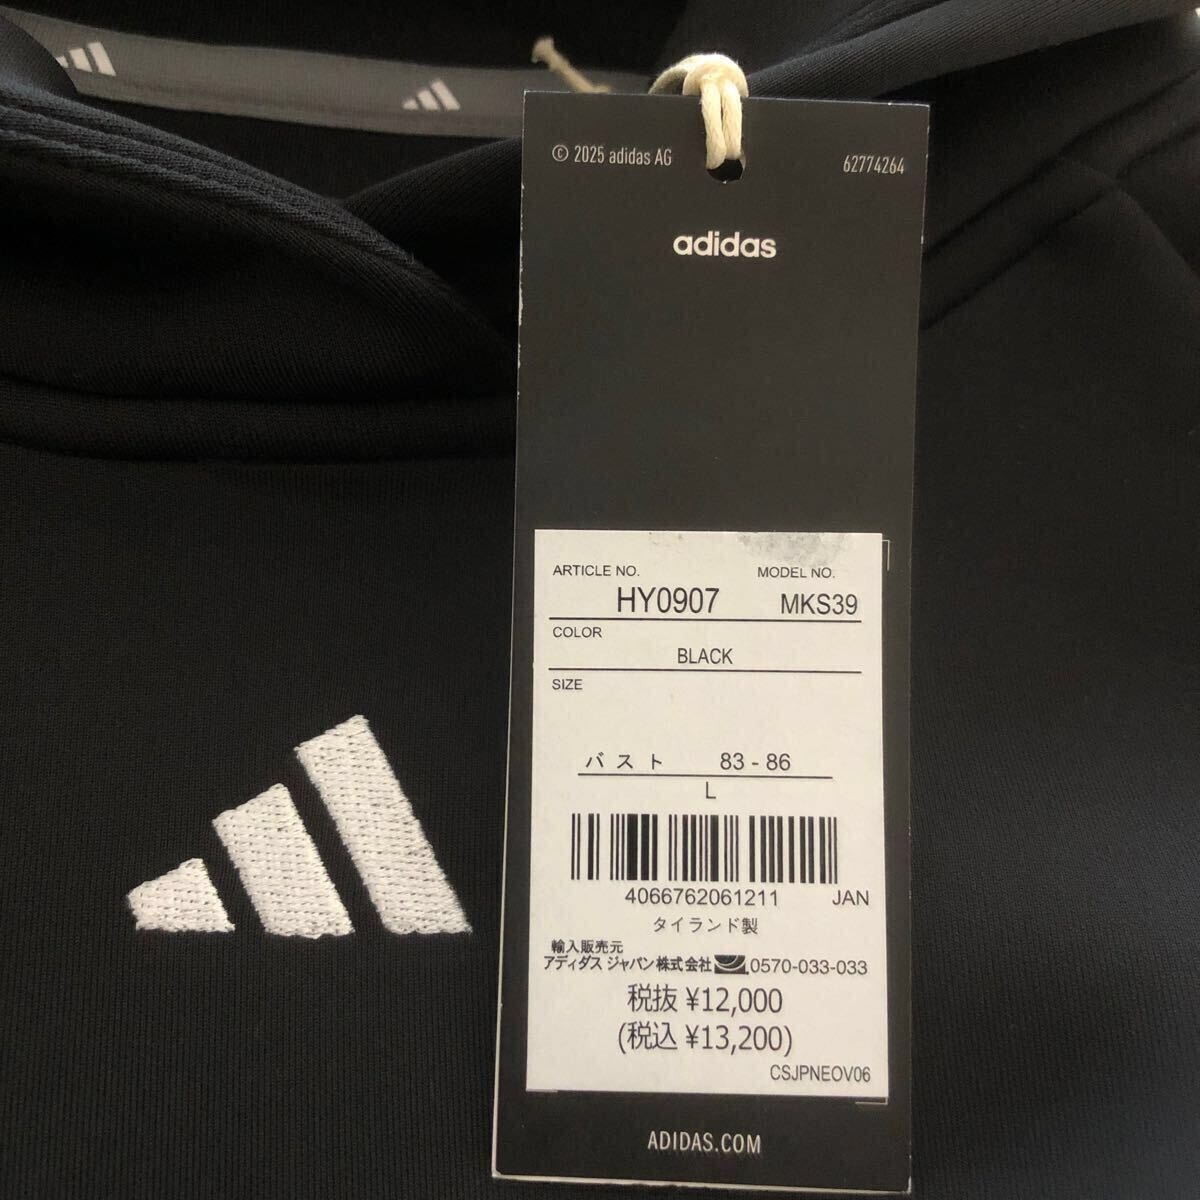 © 2025 adidas AG
62774264
adidas
ARTICLE NO.
MODEL NO.
HY0907
MKS39
COLOR
BLACK
SIZE
バスト 83 - 86
L
4066762061211 JAN
タイランド製
輸入販売元
アディダス ジャパン株式会社 0570-033-033
税抜 ¥12,000
(税込 ¥13,200)
CSJPNEOV06
ADIDAS.COM